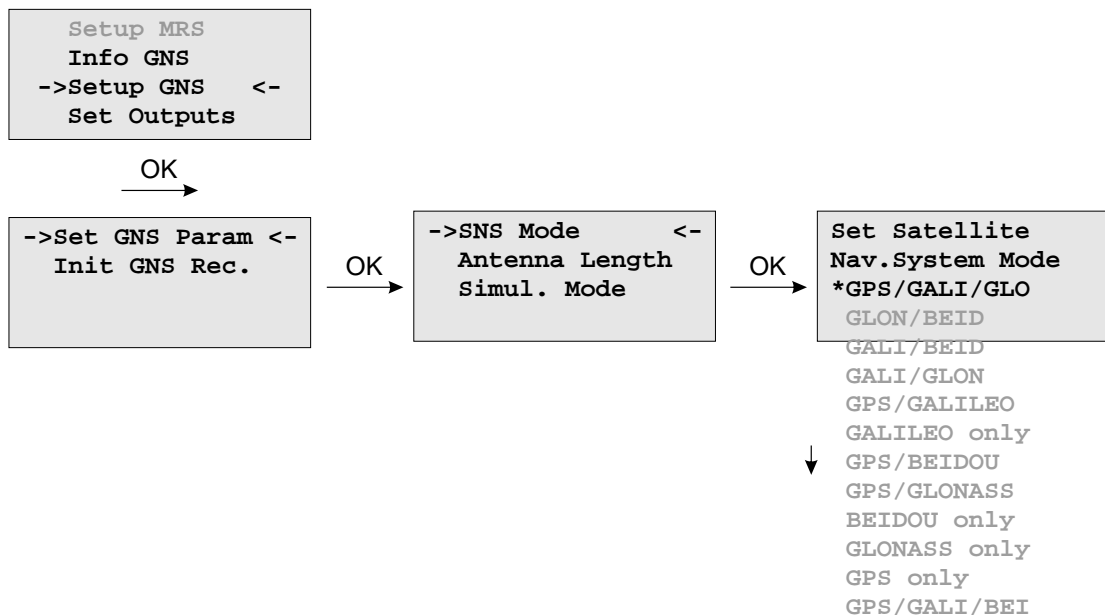 Setup MRS
Info GNS
->Setup GNS <-
Set Outputs
OK
->Set GNS Param <-
Init GNS Rec.
OK
->SNS Mode <-
Antenna Length
Simul. Mode
OK
Set Satellite
Nav.System Mode
*GPS/GALI/GLO
GLON/BEID
GALI/BEID
GALI/GLON
GPS/GALILEO
GALILEO only
GPS/BEIDOU
GPS/GLONASS
BEIDOU only
GLONASS only
GPS only
GPS/GALI/BEI